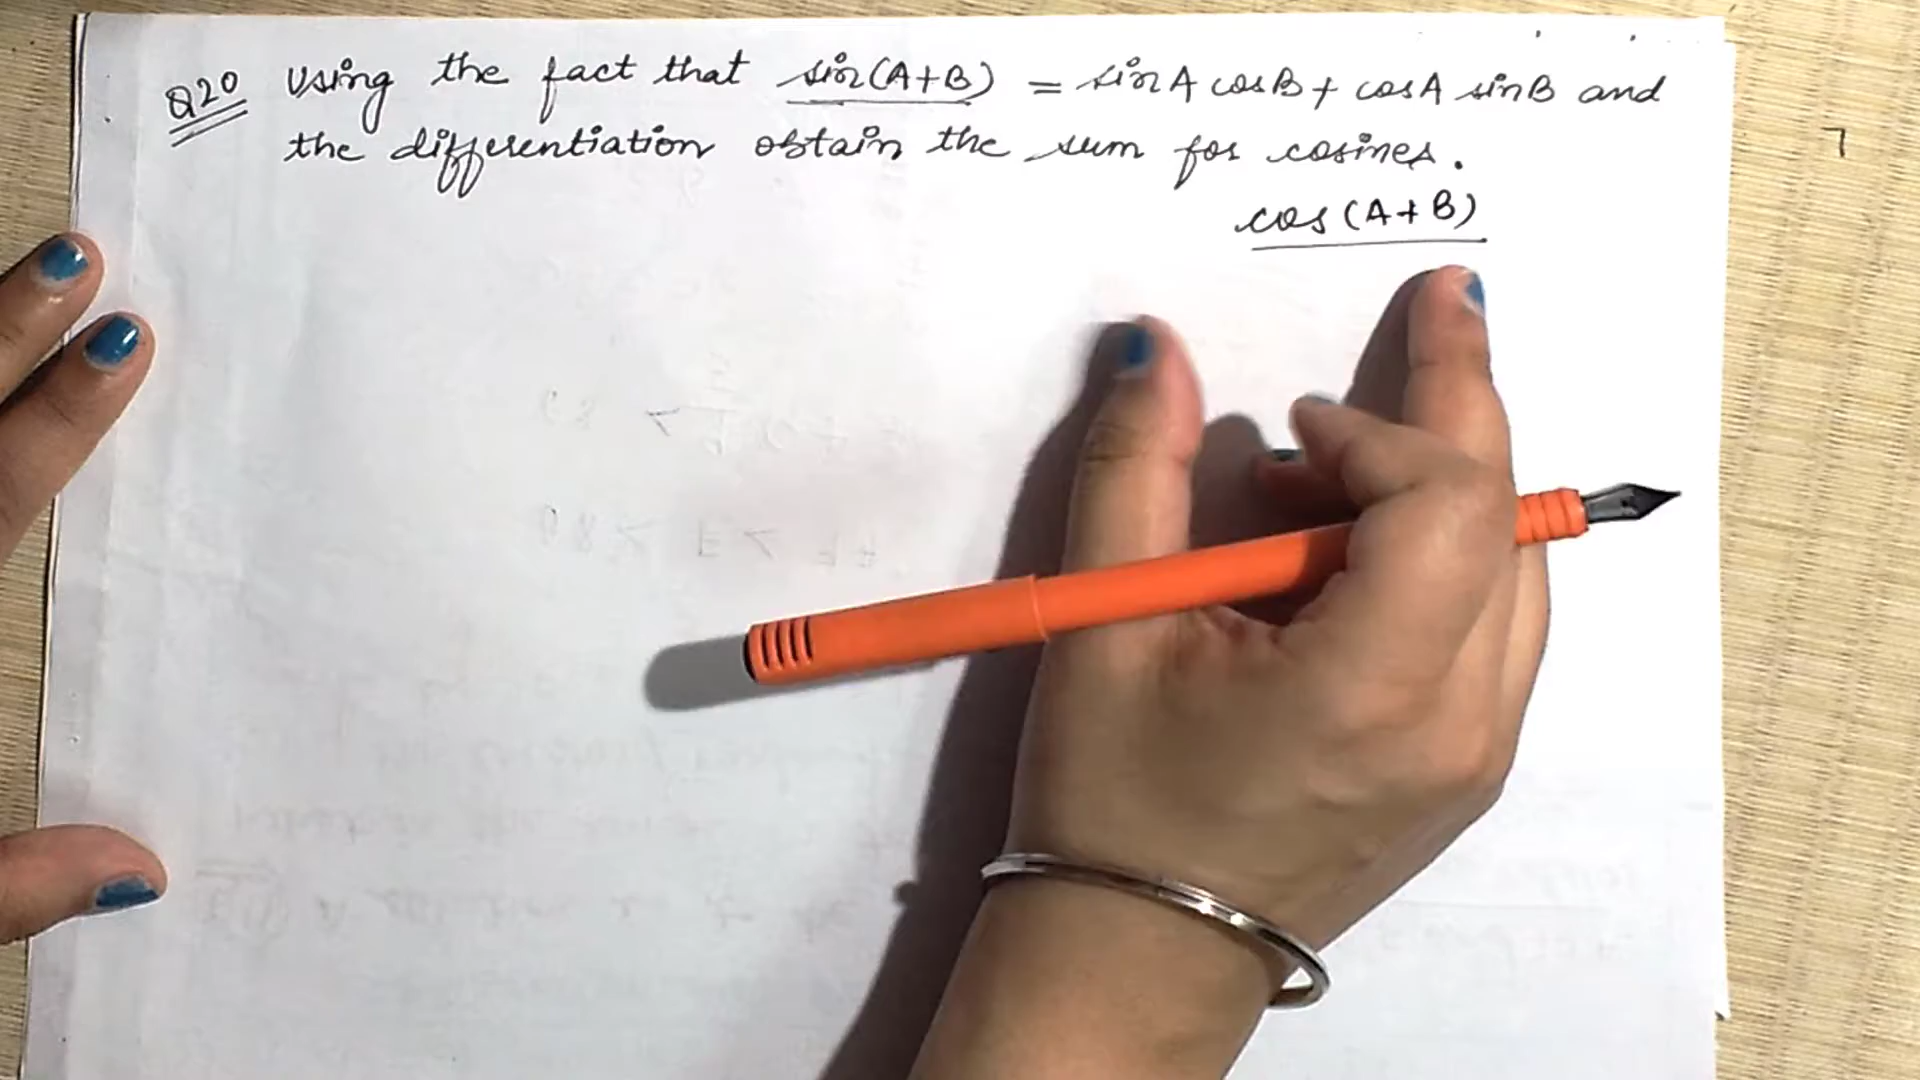 Q20 Using the fact that sin(A+B) = sinA cosB + cosA sinB and
the differentiation obtain the sum for cosines.
cos(A+B)